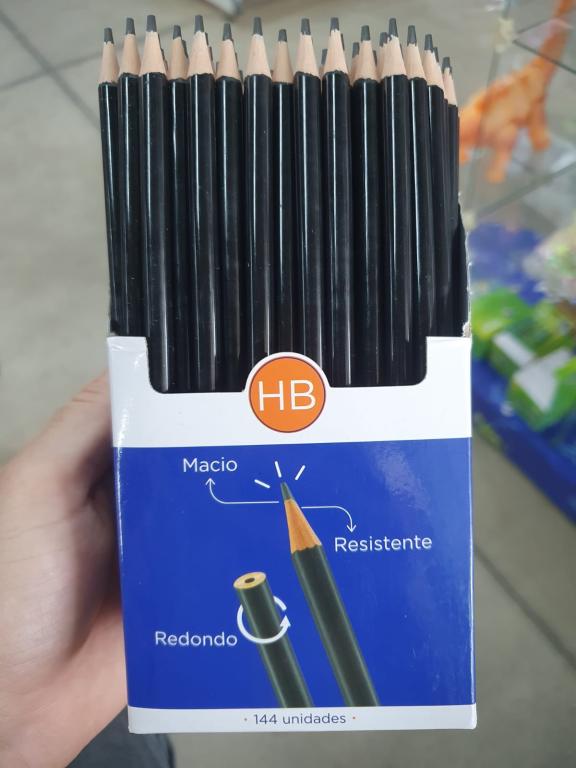 HB
Macio
Resistente
Redondo
• 144 unidades •